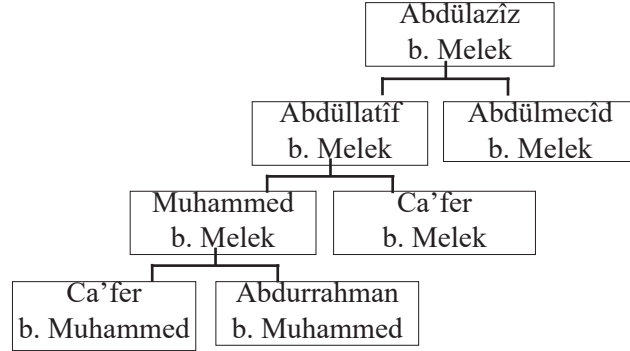 Abdülazîz
b. Melek
Abdüllatîf
b. Melek
Abdülmecîd
b. Melek
Muhammed
b. Melek
Ca’fer
b. Melek
Ca’fer
b. Muhammed
Abdurrahman
b. Muhammed